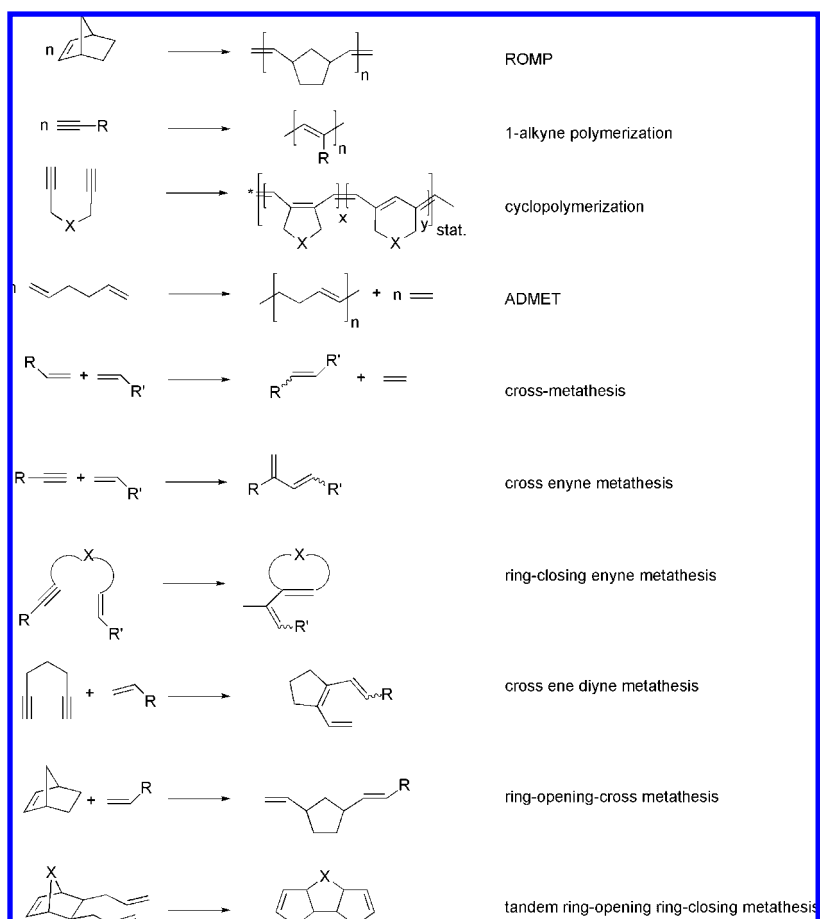 n
n
ROMP
n
R
R
n
1-alkyne polymerization
X
*
X
x
X
y
stat.
cyclopolymerization
n
n
+ n
ADMET
R
+
R'
R
R'
+
cross-metathesis
R
+
R'
R
R'
cross enyne metathesis
X
R
R'
X
R'
ring-closing enyne metathesis
+
R
R
cross ene diyne metathesis
+
R
R
ring-opening-cross metathesis
X
X
tandem ring-opening ring-closing metathesis